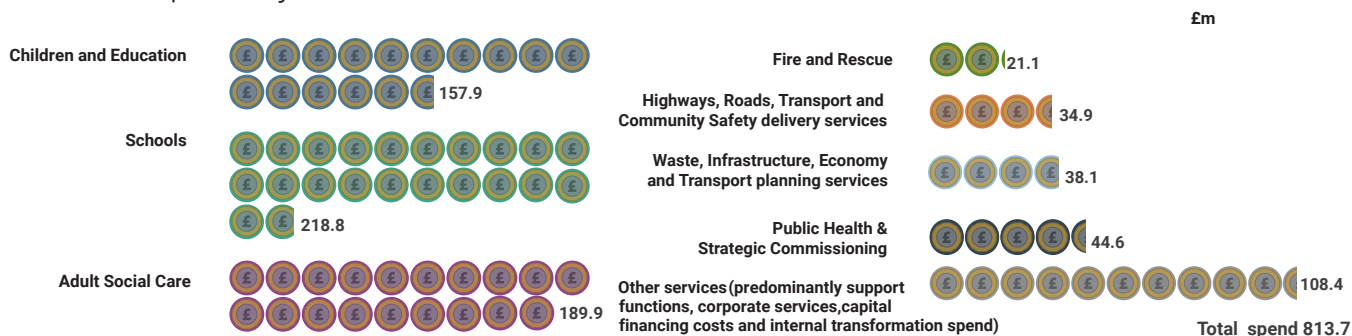 £m
Children and Education
157.9
Schools
218.8
Adult Social Care
189.9
Fire and Rescue
21.1
Highways, Roads, Transport and
Community Safety delivery services
34.9
Waste, Infrastructure, Economy
and Transport planning services
38.1
Public Health &
Strategic Commissioning
44.6
Other services (predominantly support
functions, corporate services,capital
financing costs and internal transformation spend)
108.4
Total spend 813.7